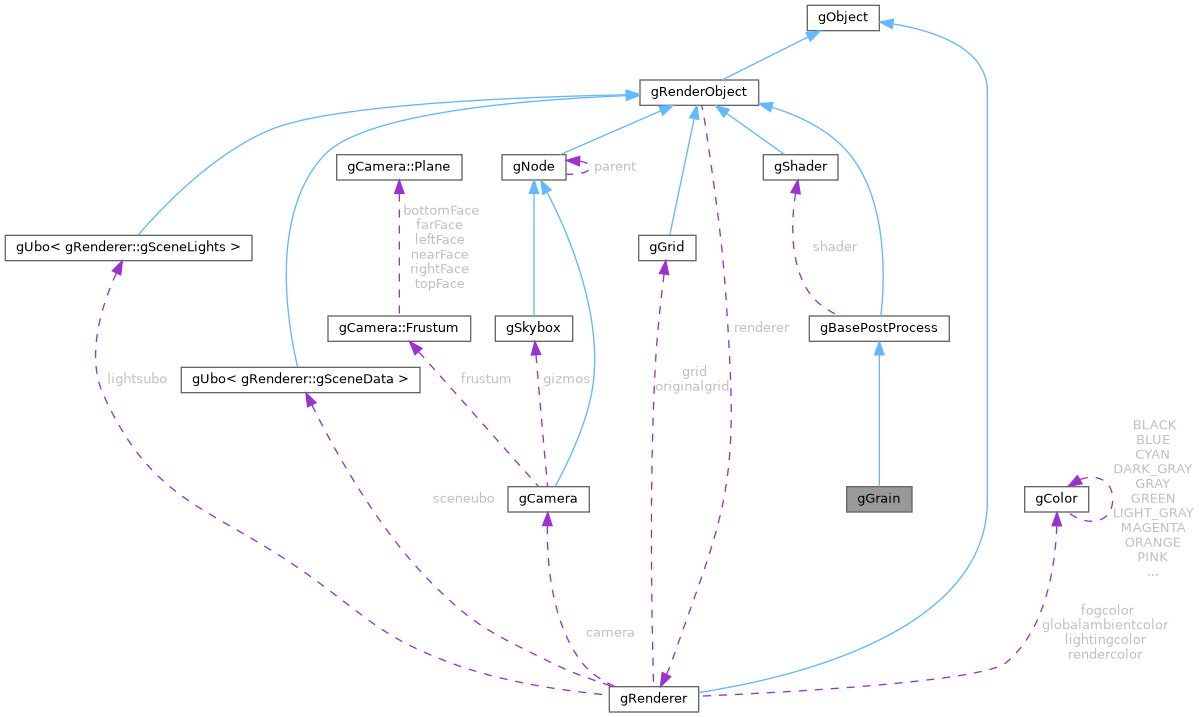 gObject
gRenderObject
gCamera::Plane
gNode
parent
gShader
bottomFace
farFace
leftFace
nearFace
rightFace
topFace
gUbo< gRenderer::gSceneLights >
gGrid
shader
gCamera::Frustum
gSkybox
renderer
gBasePostProcess
lightsubo
gUbo< gRenderer::gSceneData >
frustum
gizmos
grid
originalgrid
BLACK
BLUE
CYAN
DARK_GRAY
GRAY
GREEN
LIGHT_GRAY
MAGENTA
ORANGE
PINK
...
sceneubo
gCamera
gGrain
gColor
fogcolor
globalambientcolor
lightingcolor
rendercolor
camera
gRenderer